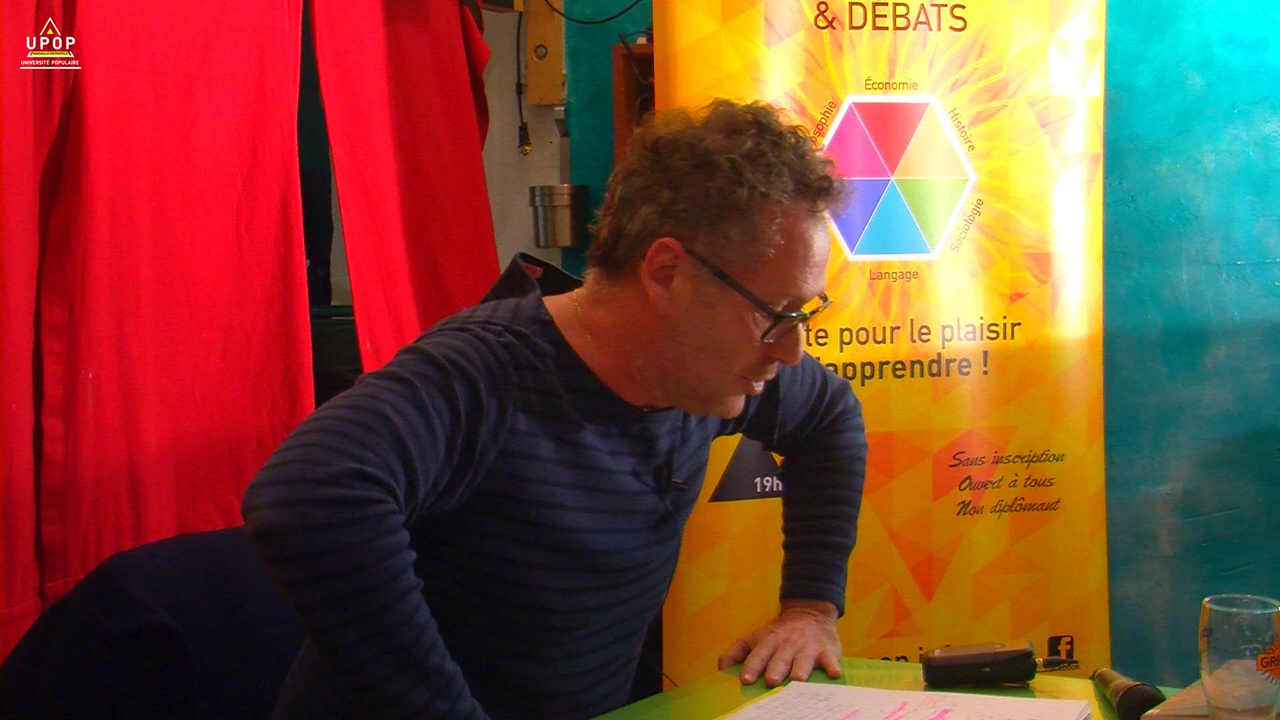 UPOP
UNIVERSITÉ POPULAIRE
& DÉBATS
Économie
Histoire
Sociologie
Langage
te pour le plaisir
apprendre !
Sans inscription
Ouvert à tous
Non diplômant
19h
f